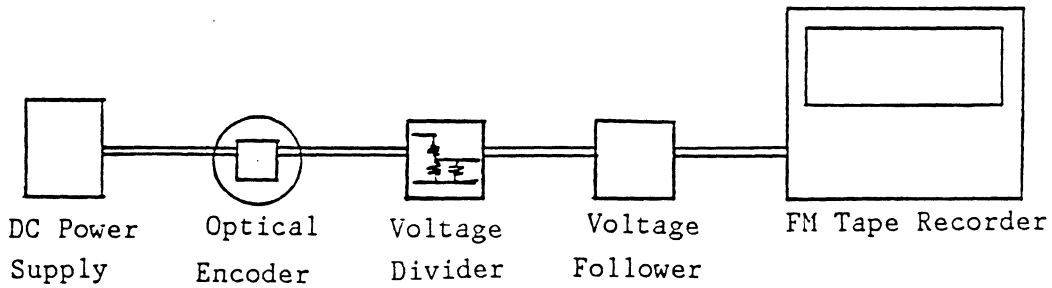 DC Power
Supply
Optical
Encoder
Voltage
Divider
Voltage
Follower
FM Tape Recorder